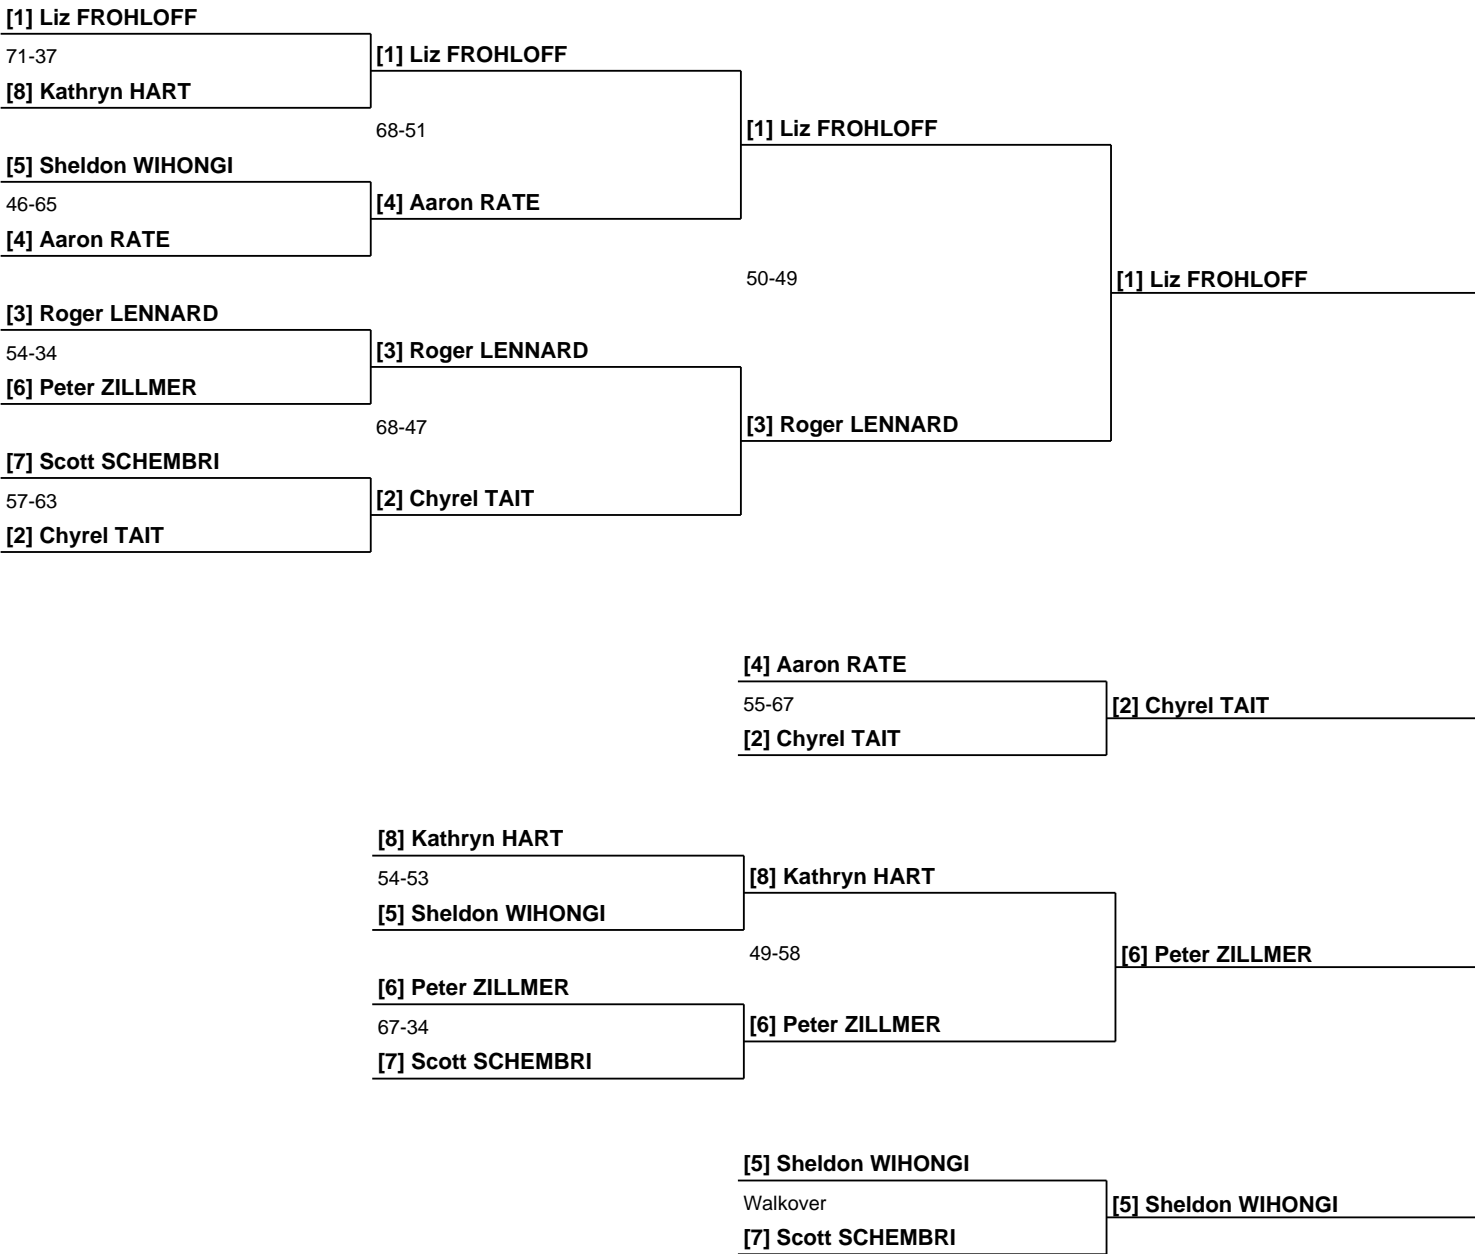 [1] Liz FROHLOFF
71-37
[1] Liz FROHLOFF
[8] Kathryn HART
68-51
[1] Liz FROHLOFF
[5] Sheldon WIHONGI
46-65
[4] Aaron RATE
[4] Aaron RATE
50-49
[1] Liz FROHLOFF
[3] Roger LENNARD
54-34
[3] Roger LENNARD
[6] Peter ZILLMER
68-47
[3] Roger LENNARD
[7] Scott SCHEMBRI
57-63
[2] Chyrel TAIT
[2] Chyrel TAIT
[4] Aaron RATE
55-67
[2] Chyrel TAIT
[2] Chyrel TAIT
[8] Kathryn HART
54-53
[8] Kathryn HART
[5] Sheldon WIHONGI
49-58
[6] Peter ZILLMER
[6] Peter ZILLMER
67-34
[6] Peter ZILLMER
[7] Scott SCHEMBRI
[5] Sheldon WIHONGI
Walkover
[5] Sheldon WIHONGI
[7] Scott SCHEMBRI